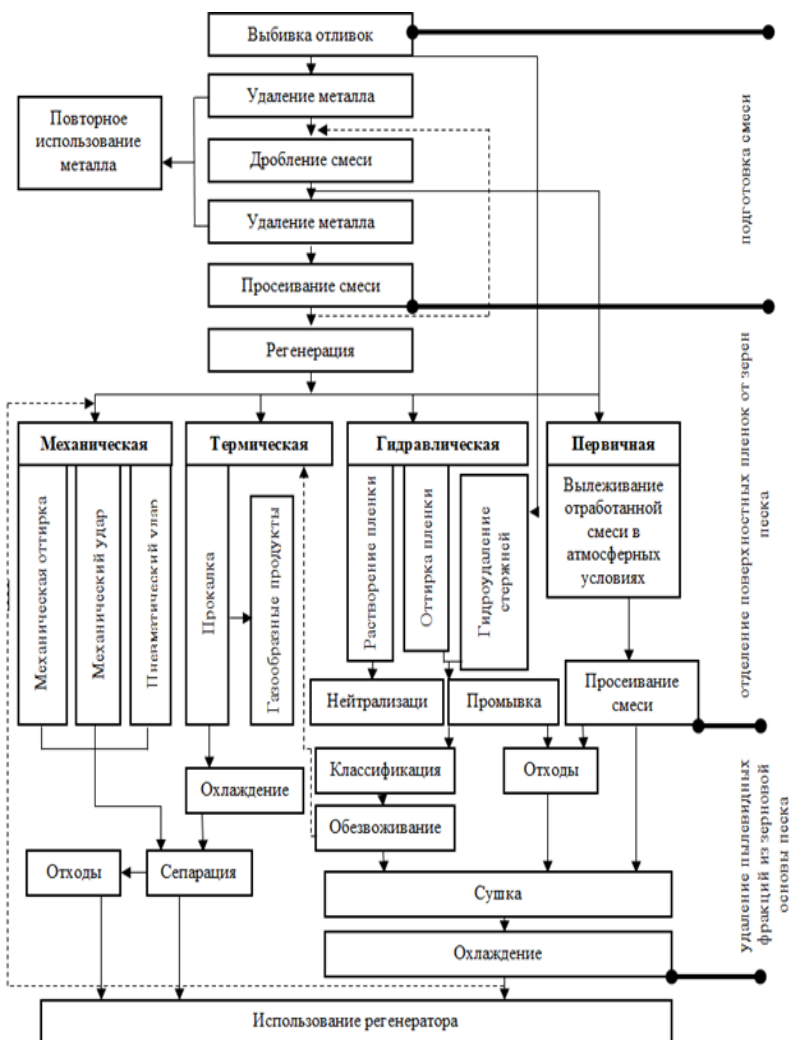 Выбивка отливок
Удаление металла
Повторное
использование
металла
Дробление смеси
Удаление металла
Просеивание смеси
подготовка смеси
Регенерация
Механическая
Термическая
Гидравлическая
Первичная
Механическая оттирка
Механический удар
Пневматический удар
Прокалка
Газообразные продукты
Растворение пленки
Оттирка пленки
Гидроудаление
стержней
Вылеживание
отработанной
смеси в
атмосферных
условиях
отделение поверхностных пленок от зерен
песка
Нейтрализаци
Промывка
Просеивание
смеси
Охлаждение
Классификация
Отходы
Обезвоживание
удаление пылевидных
фракций из зерновой
основы песка
Отходы
Сепарация
Сушка
Охлаждение
Использование регенератора